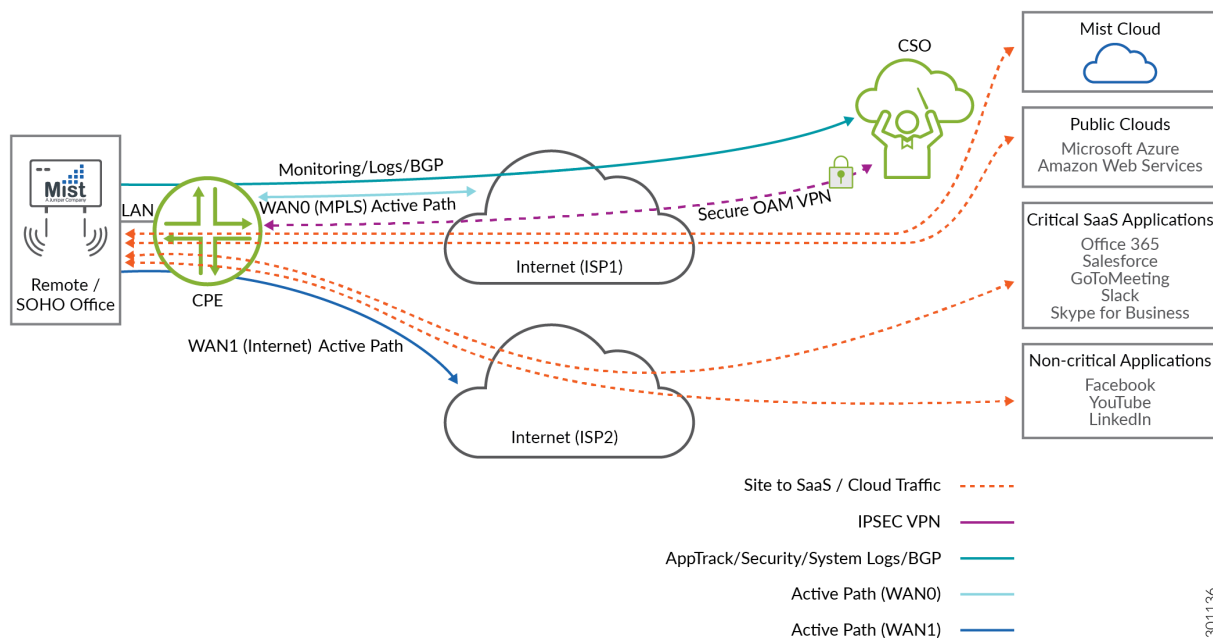 CSO
Mist Cloud
Public Clouds
Microsoft Azure
Amazon Web Services
Critical SaaS Applications
Office 365
Salesforce
GoToMeeting
Slack
Skype for Business
Non-critical Applications
Facebook
YouTube
LinkedIn
Mist
A Juniper Company
Remote /
SOHO Office
LAN
CPE
Monitoring/Logs/BGP
WAN0 (MPLS) Active Path
Secure OAM VPN
Internet (ISP1)
WAN1 (Internet) Active Path
Internet (ISP2)
Site to SaaS / Cloud Traffic
IPSEC VPN
AppTrack/Security/System Logs/BGP
Active Path (WAN0)
Active Path (WAN1)
301136